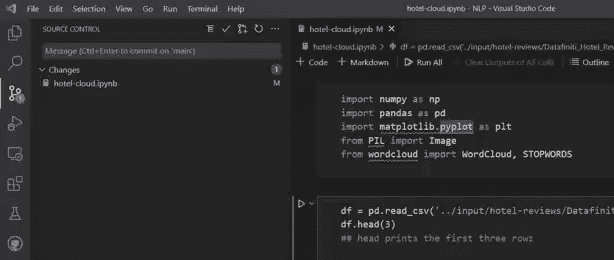 File Edit Selection View Go Run Terminal Help
hotel-cloud.ipynb - NLP - Visual Studio Code
SOURCE CONTROL
Message (Ctrl+Enter to commit on 'main')
Changes
1
hotel-cloud.ipynb M
hotel-cloud.ipynb M
hotel-cloud.ipynb > df = pd.read_csv('../input/hotel-reviews/Datafiniti_Hotel_Rev
+ Code + Markdown Run All Clear Outputs of All Cells Outline
import numpy as np
import pandas as pd
import matplotlib.pyplot as plt
from PIL import Image
from wordcloud import WordCloud, STOPWORDS
df = pd.read_csv('../input/hotel-reviews/Datafiniti
df.head(3)
## head prints the first three rows